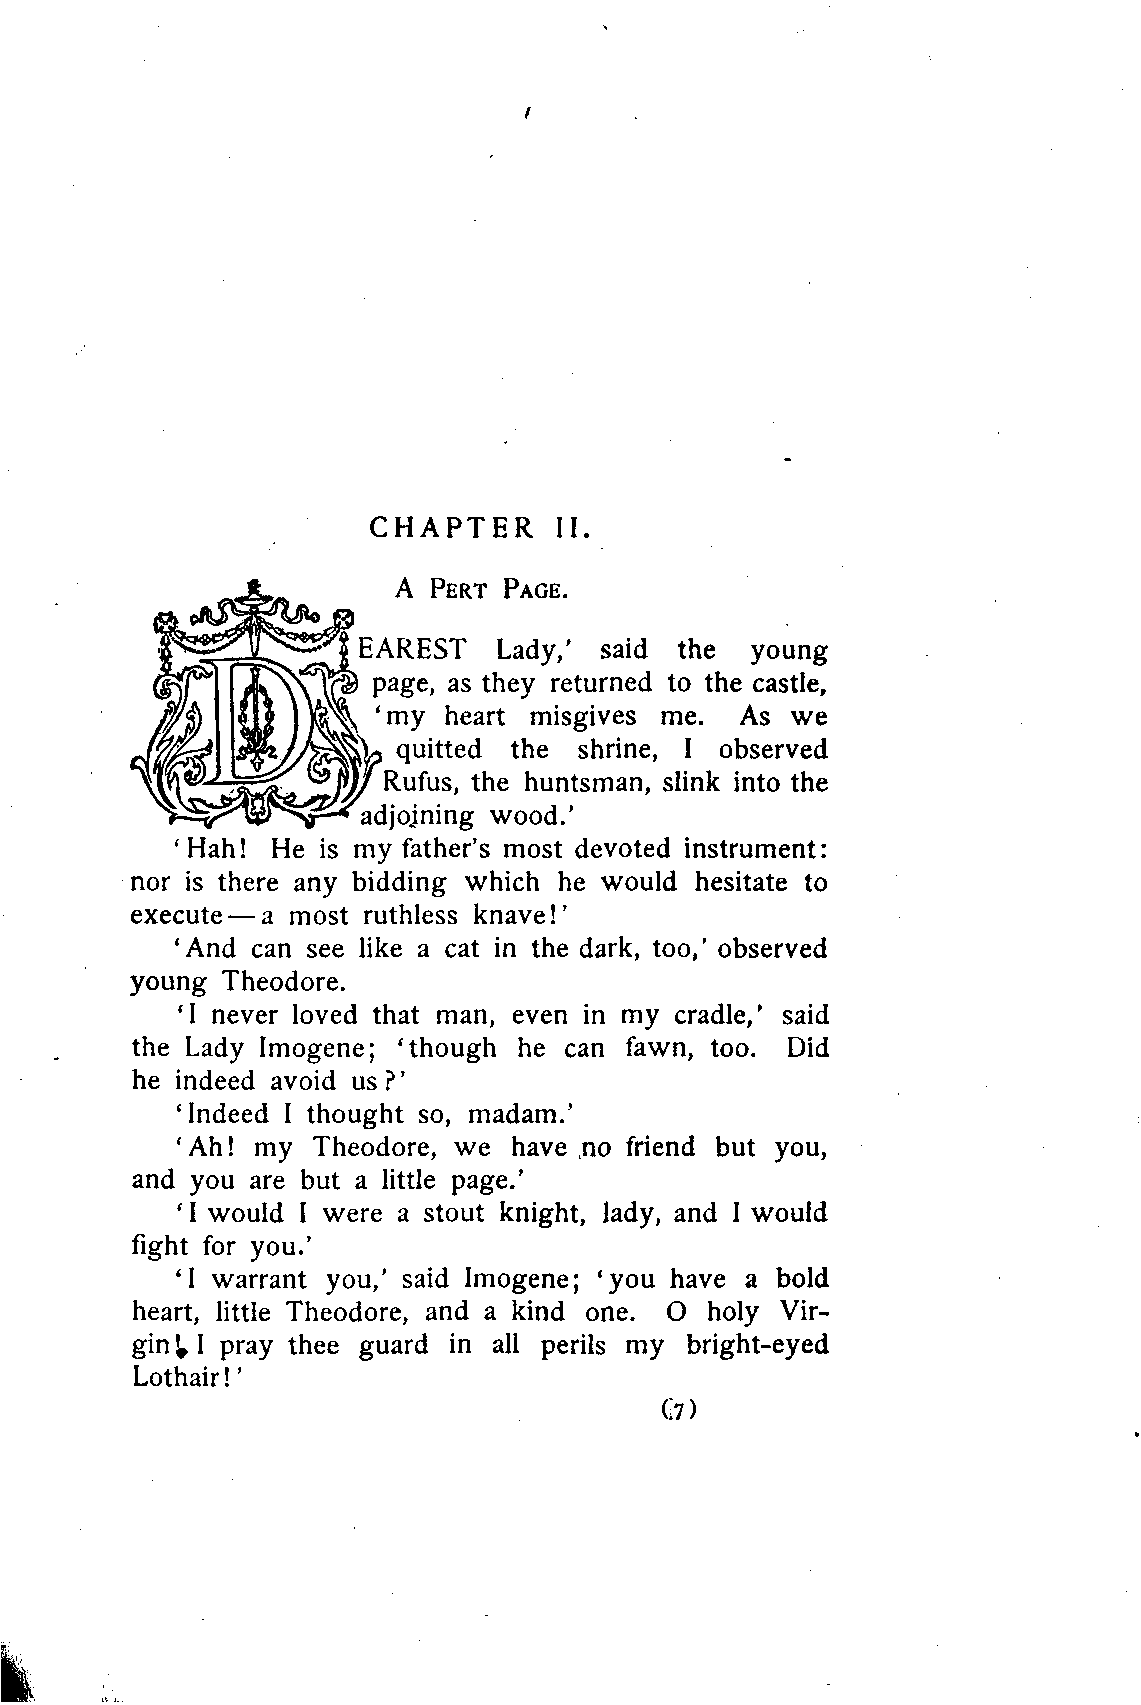 CHAPTER II.
A PERT PAGE.
DEAREST Lady,' said the young
page, as they returned to the castle,
'my heart misgives me. As we
quitted the shrine, I observed
Rufus, the huntsman, slink into the
adjoining wood.'
'Hah! He is my father's most devoted instrument:
nor is there any bidding which he would hesitate to
execute—a most ruthless knave!'
'And can see like a cat in the dark, too,' observed
young Theodore.
'I never loved that man, even in my cradle,' said
the Lady Imogene; 'though he can fawn, too. Did
he indeed avoid us?'
'Indeed I thought so, madam.'
'Ah! my Theodore, we have no friend but you,
and you are but a little page.'
'I would I were a stout knight, lady, and I would
fight for you.'
'I warrant you,' said Imogene; 'you have a bold
heart, little Theodore, and a kind one. O holy Vir-
gin! I pray thee guard in all perils my bright-eyed
Lothair!'
(7)